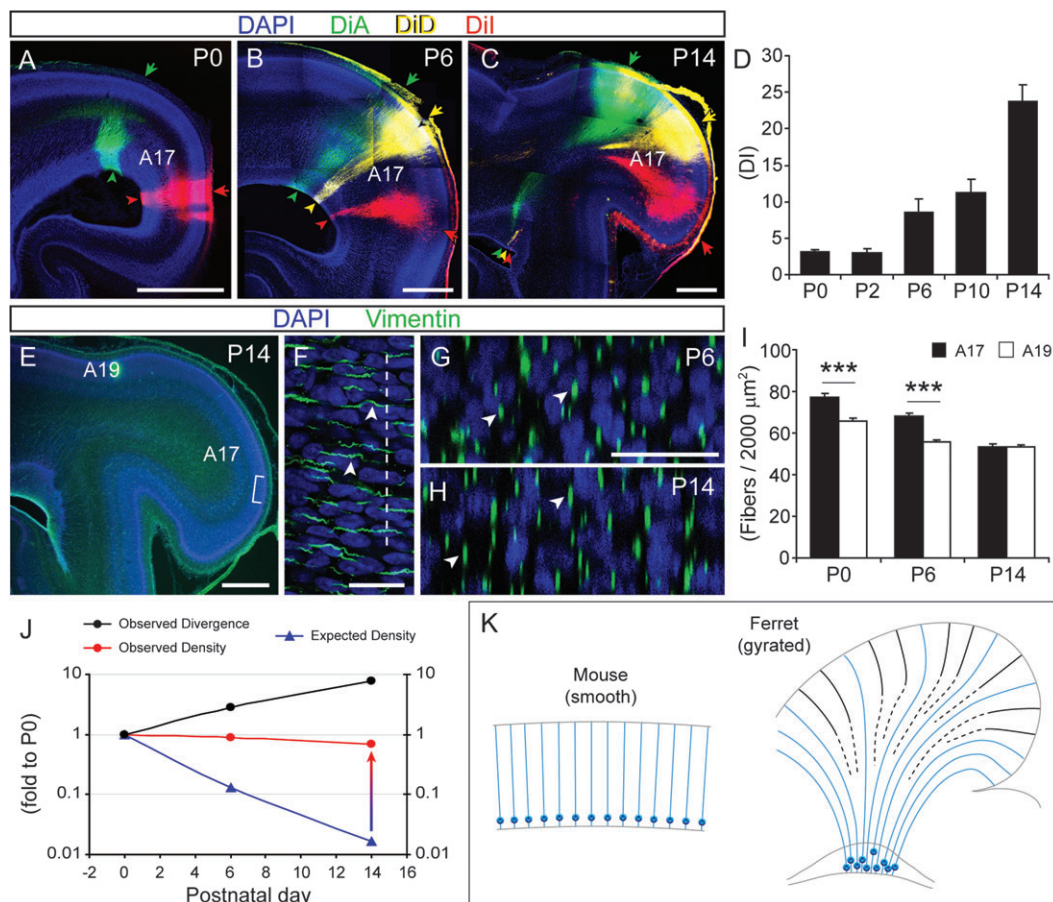 DAPI DiA DiD DiI
A P0
A17
B P6
A17
C P14
A17
D
(DI)
30
25
20
15
10
5
0
P0 P2 P6 P10 P14
DAPI Vimentin
E P14
A19
A17
F
G P6
H P14
I
A17 A19
(Fibers / 2000 μm²)
100
80
60
40
20
0
*** ***
P0 P6 P14
J
Observed Divergence
Observed Density
Expected Density
(fold to P0)
10 10
1 1
0.1 0.1
0.01 0.01
-2 0 2 4 6 8 10 12 14 16
Postnatal day
K
Mouse
(smooth)
Ferret
(gyrated)